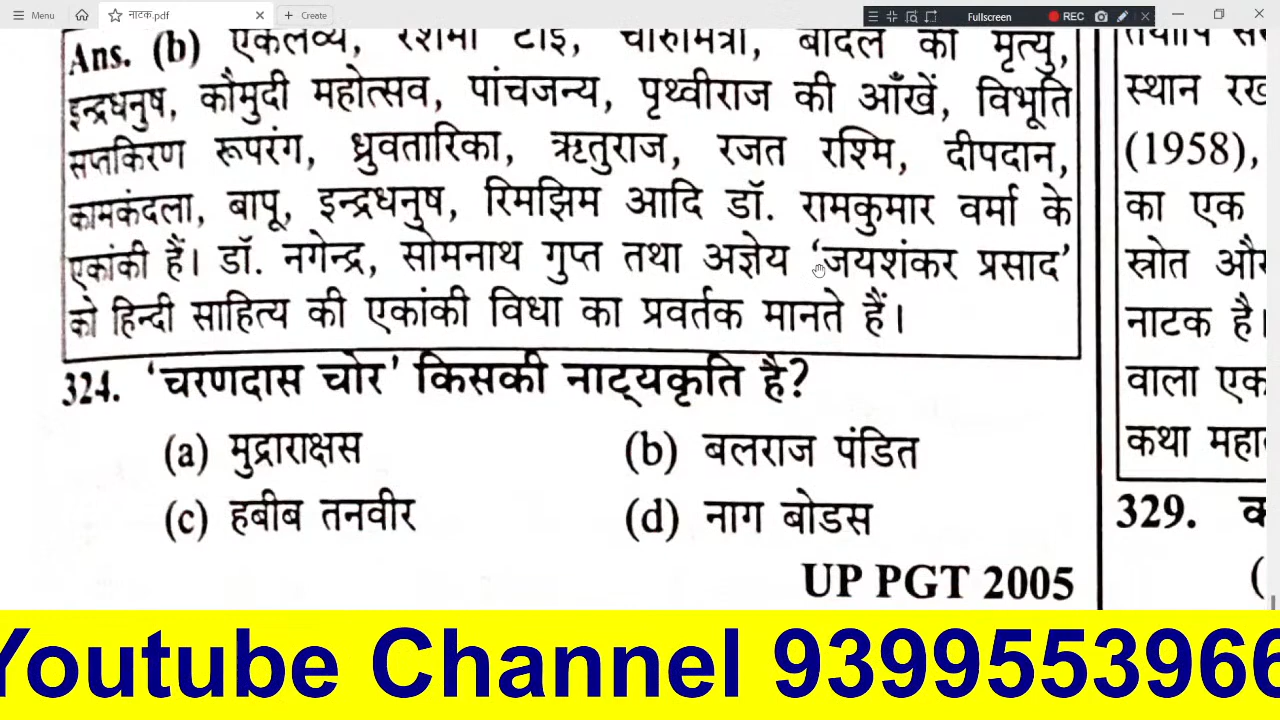 Menu
नाटक.pdf
Create
Fullscreen
REC
Ans. (b) एकलव्य, रेशमी टाई, चारुमित्रा, बादल की मृत्यु,
इन्द्रधनुष, कौमुदी महोत्सव, पांचजन्य, पृथ्वीराज की आँखें, विभूति
सप्तकिरण रूपरंग, ध्रुवतारिका, ऋतुराज, रजत रश्मि, दीपदान,
कामकंदला, बापू, इन्द्रधनुष, रिमझिम आदि डॉ. रामकुमार वर्मा के
एकांकी हैं। डॉ. नगेन्द्र, सोमनाथ गुप्त तथा अज्ञेय ‘जयशंकर प्रसाद’
को हिन्दी साहित्य की एकांकी विधा का प्रवर्तक मानते हैं।
324. ‘चरणदास चोर’ किसकी नाट्यकृति है?
(a) मुद्राराक्षस (b) बलराज पंडित
(c) हबीब तनवीर (d) नाग बोडस
UP PGT 2005
तथापि
स्थान रख
(1958),
का एक
स्रोत और
नाटक है।
वाला एक
कथा महा
329.
(
Youtube Channel 9399553966